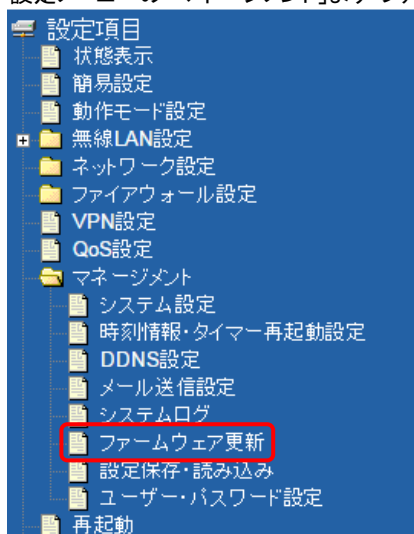 設定項目
状態表示
簡易設定
動作モード設定
無線LAN設定
ネットワーク設定
ファイアウォール設定
VPN設定
QoS設定
マネージメント
システム設定
時刻情報・タイマー再起動設定
DDNS設定
メール送信設定
システムログ
ファームウェア更新
設定保存・読み込み
ユーザー・パスワード設定
再起動